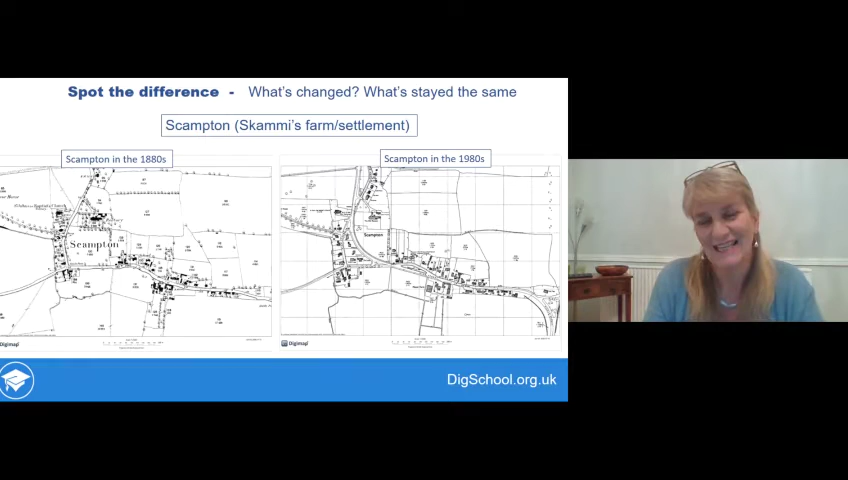 Spot the difference - What's changed? What's stayed the same
Scampton (Skammi's farm/settlement)
Scampton in the 1880s
Scampton in the 1980s
Scampton
Scampton
Digimap
Digimap
DigSchool.org.uk